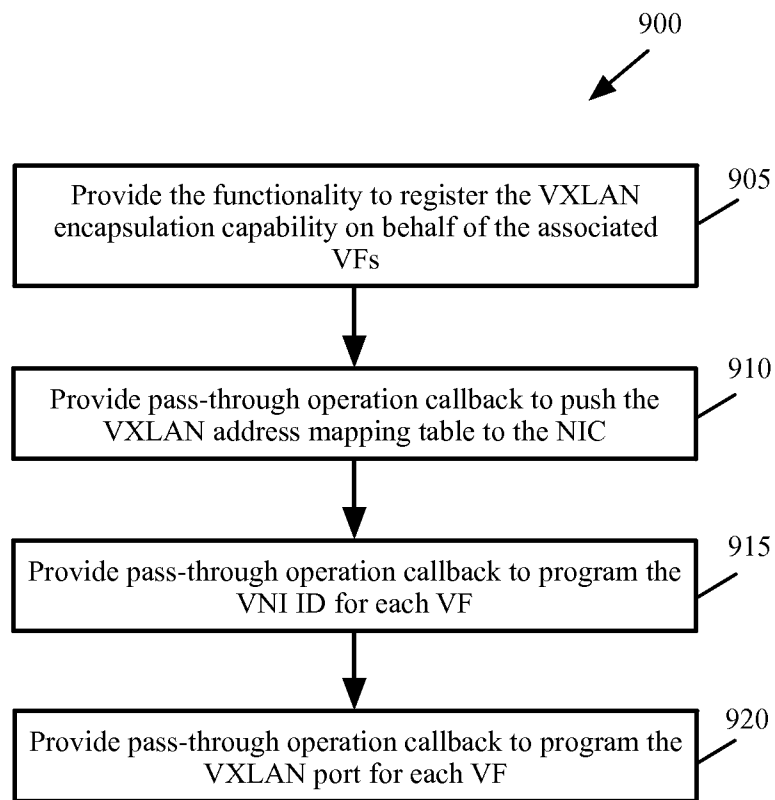 900
Provide the functionality to register the VXLAN
encapsulation capability on behalf of the associated
VFs
905
Provide pass-through operation callback to push the
VXLAN address mapping table to the NIC
910
Provide pass-through operation callback to program the
VNI ID for each VF
915
Provide pass-through operation callback to program the
VXLAN port for each VF
920